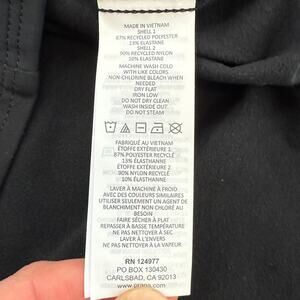 MADE IN VIETNAM
SHELL 1
87% RECYCLED POLYESTER
13% ELASTANE
SHELL 2
90% RECYCLED NYLON
10% ELASTANE
MACHINE WASH COLD
WITH LIKE COLORS
NON-CHLORINE BLEACH WHEN
NEEDED
DRY FLAT
IRON LOW
DO NOT DRY CLEAN
WASH INSIDE OUT
DO NOT STEAM
FABRIQUÉ AU VIETNAM
ÉTOFFE EXTÉRIEURE 1
87% POLYESTER RECYCLÉ
13% ÉLASTHANNE
ÉTOFFE EXTÉRIEURE 2
90% NYLON RECYCLÉ
10% ÉLASTHANNE
LAVER À MACHINE À FROID
AVEC DES COULEURS SIMILAIRES
UTILISER SEULEMENT UN AGENT DE
BLANCHIMENT NON CHLORÉ AU
BESOIN
FAIRE SÉCHER À PLAT
REPASSER À BASSE TEMPÉRATURE
NE PAS NETTOYER À SEC
LAVER À L'ENVERS
NE PAS NETTOYER À LA VAPEUR
RN 124977
PO BOX 130430
CARLSBAD, CA 92013
www.prana.com